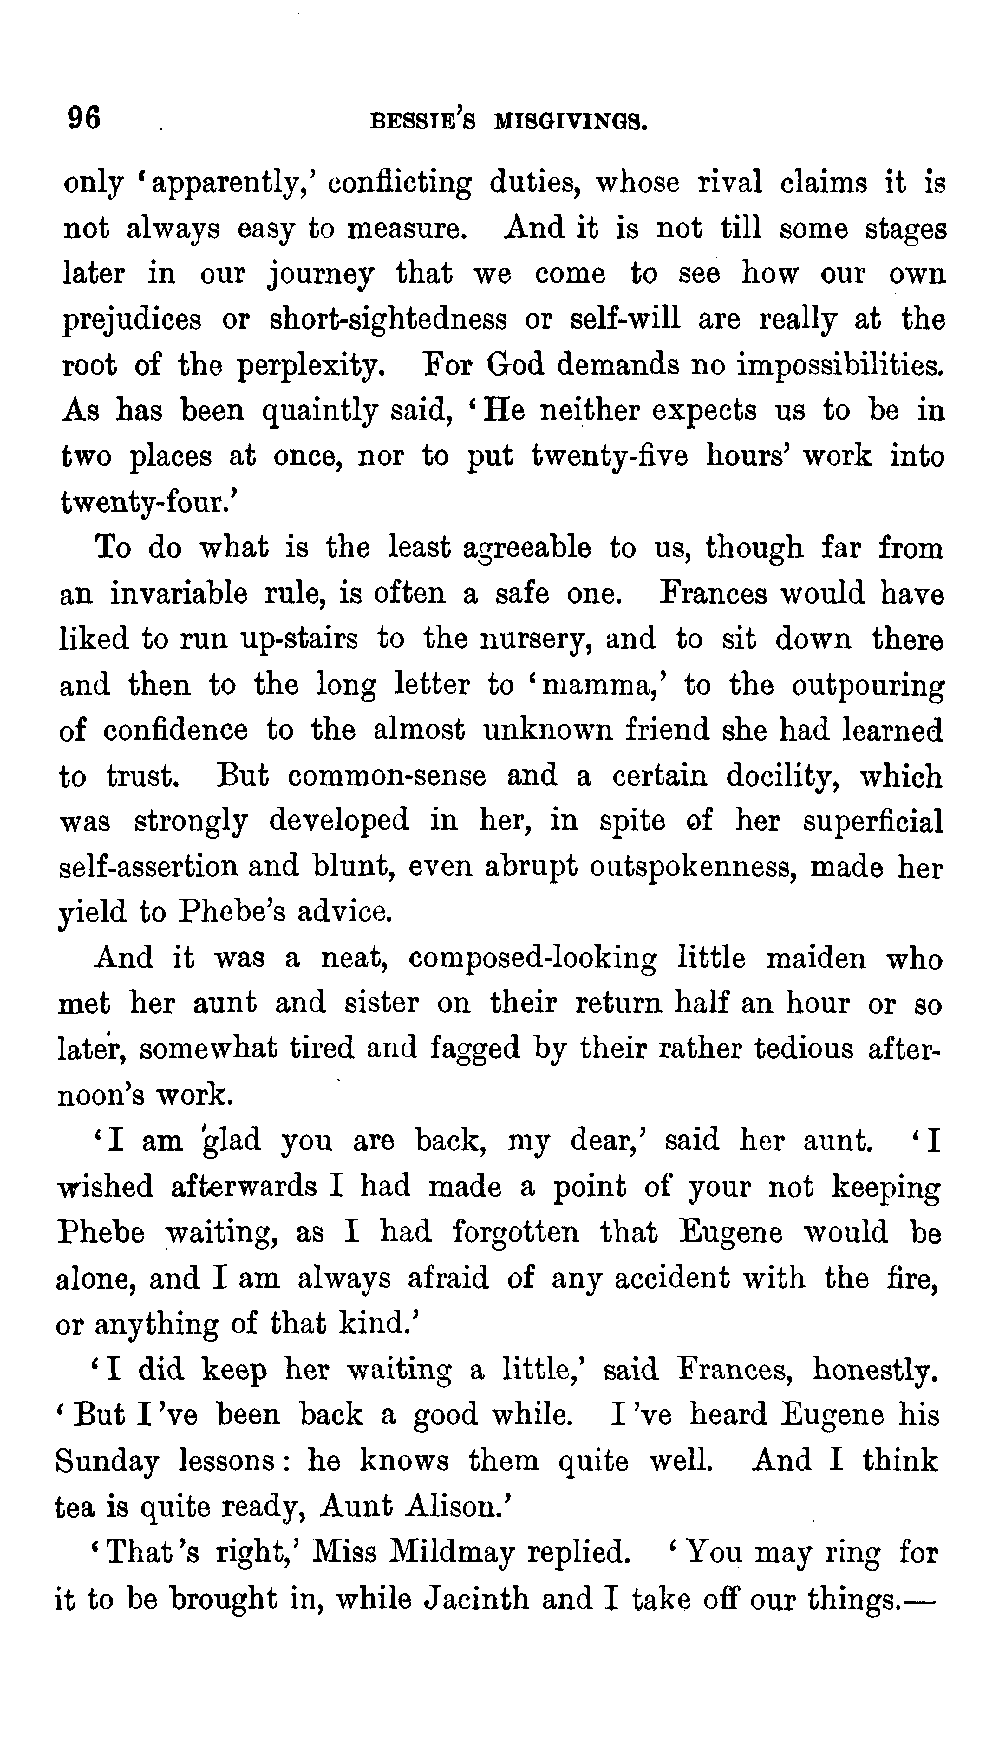 96 BESSIE'S MISGIVINGS.
only 'apparently,' conflicting duties, whose rival claims it is
not always easy to measure. And it is not till some stages
later in our journey that we come to see how our own
prejudices or short-sightedness or self-will are really at the
root of the perplexity. For God demands no impossibilities.
As has been quaintly said, 'He neither expects us to be in
two places at once, nor to put twenty-five hours' work into
twenty-four.'
To do what is the least agreeable to us, though far from
an invariable rule, is often a safe one. Frances would have
liked to run up-stairs to the nursery, and to sit down there
and then to the long letter to 'mamma,' to the outpouring
of confidence to the almost unknown friend she had learned
to trust. But common-sense and a certain docility, which
was strongly developed in her, in spite of her superficial
self-assertion and blunt, even abrupt outspokenness, made her
yield to Phebe's advice.
And it was a neat, composed-looking little maiden who
met her aunt and sister on their return half an hour or so
later, somewhat tired and fagged by their rather tedious after-
noon's work.
'I am glad you are back, my dear,' said her aunt. 'I
wished afterwards I had made a point of your not keeping
Phebe waiting, as I had forgotten that Eugene would be
alone, and I am always afraid of any accident with the fire,
or anything of that kind.'
'I did keep her waiting a little,' said Frances, honestly.
'But I've been back a good while. I've heard Eugene his
Sunday lessons: he knows them quite well. And I think
tea is quite ready, Aunt Alison.'
'That's right,' Miss Mildmay replied. 'You may ring for
it to be brought in, while Jacinth and I take off our things.—